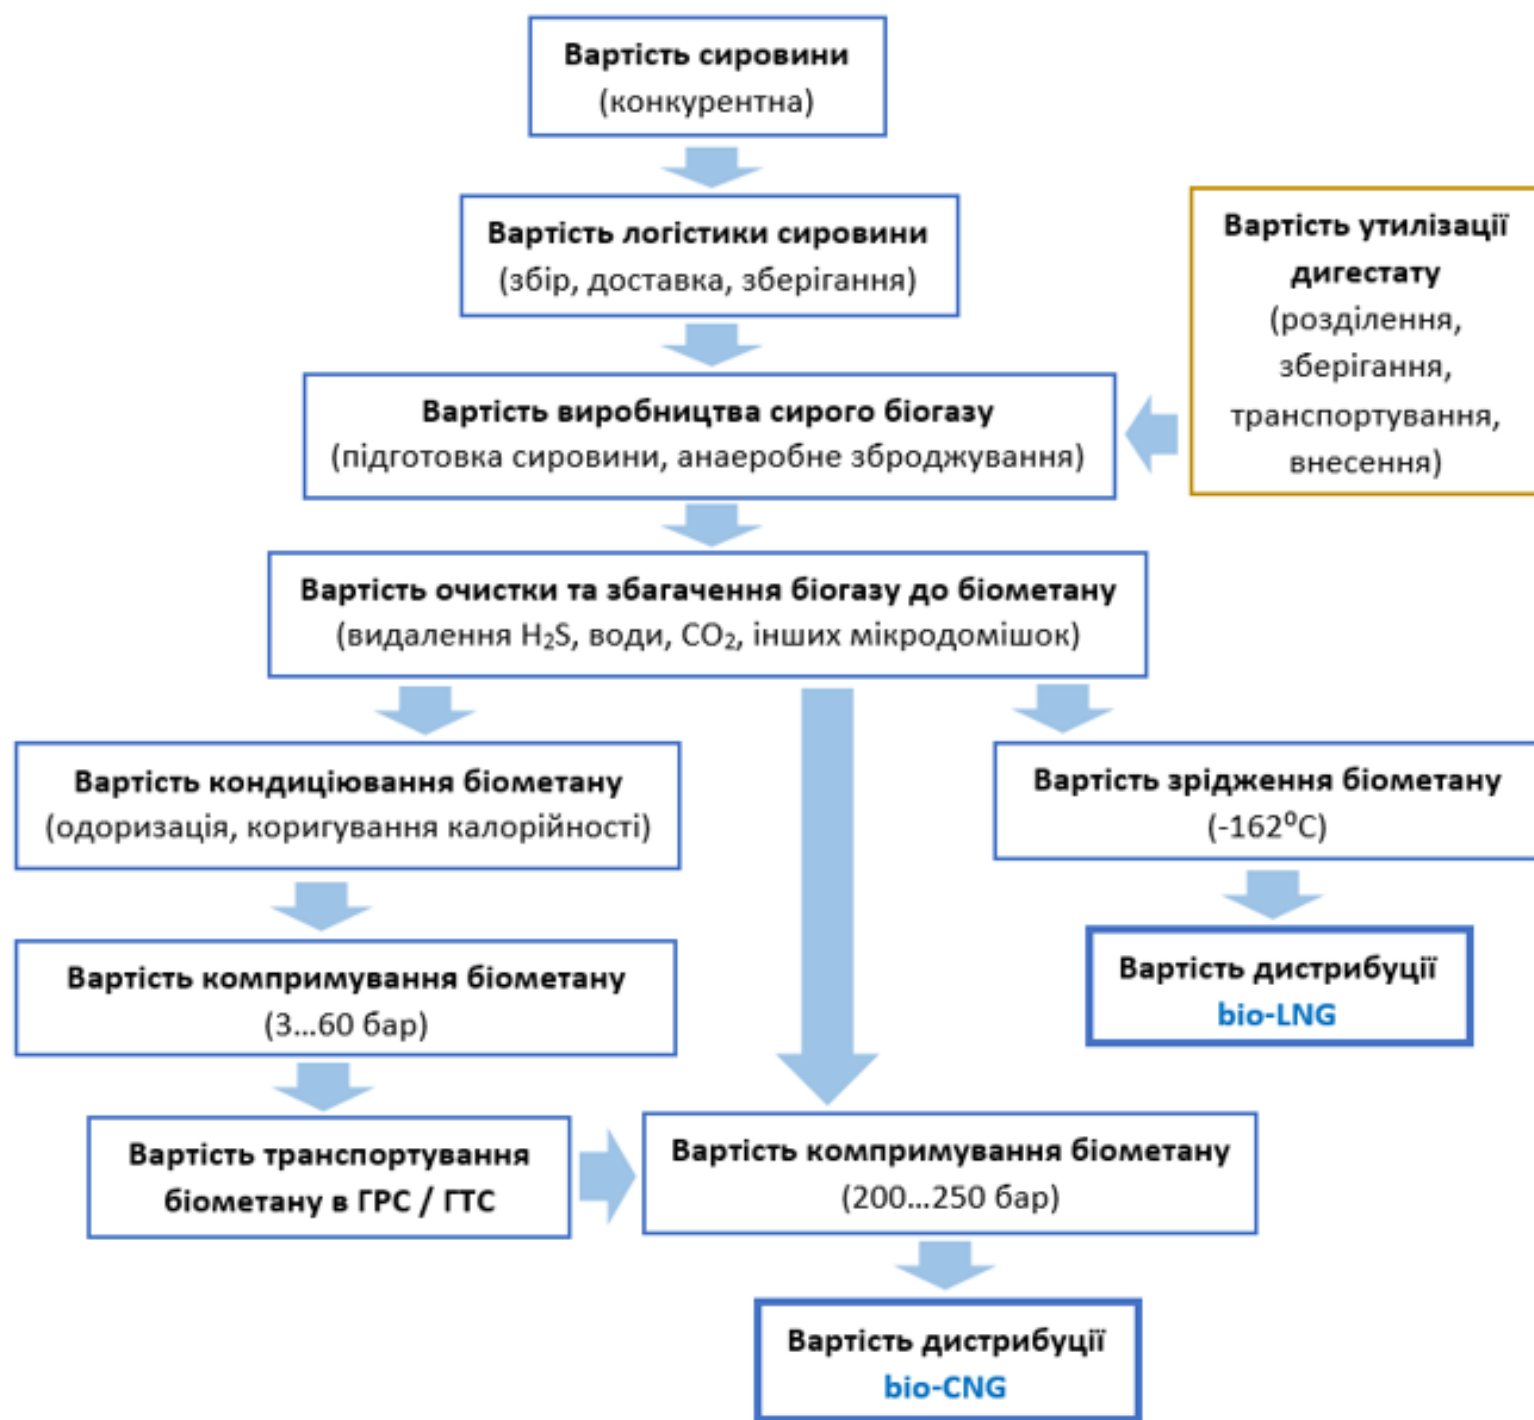 Вартість сировини
(конкурентна)
Вартість логістики сировини
(збір, доставка, зберігання)
Вартість утилізації
дигестату
(розділення,
зберігання,
транспортування,
внесення)
Вартість виробництва сирого біогазу
(підготовка сировини, анаеробне зброджування)
Вартість очистки та збагачення біогазу до біометану
(видалення H₂S, води, CO₂, інших мікродомішок)
Вартість кондиціювання біометану
(одоризація, коригування калорійності)
Вартість зрідження біометану
(-162⁰С)
Вартість компримування біометану
(3...60 бар)
Вартість дистрибуції
bio-LNG
Вартість транспортування
біометану в ГРС / ГТС
Вартість компримування біометану
(200...250 бар)
Вартість дистрибуції
bio-CNG